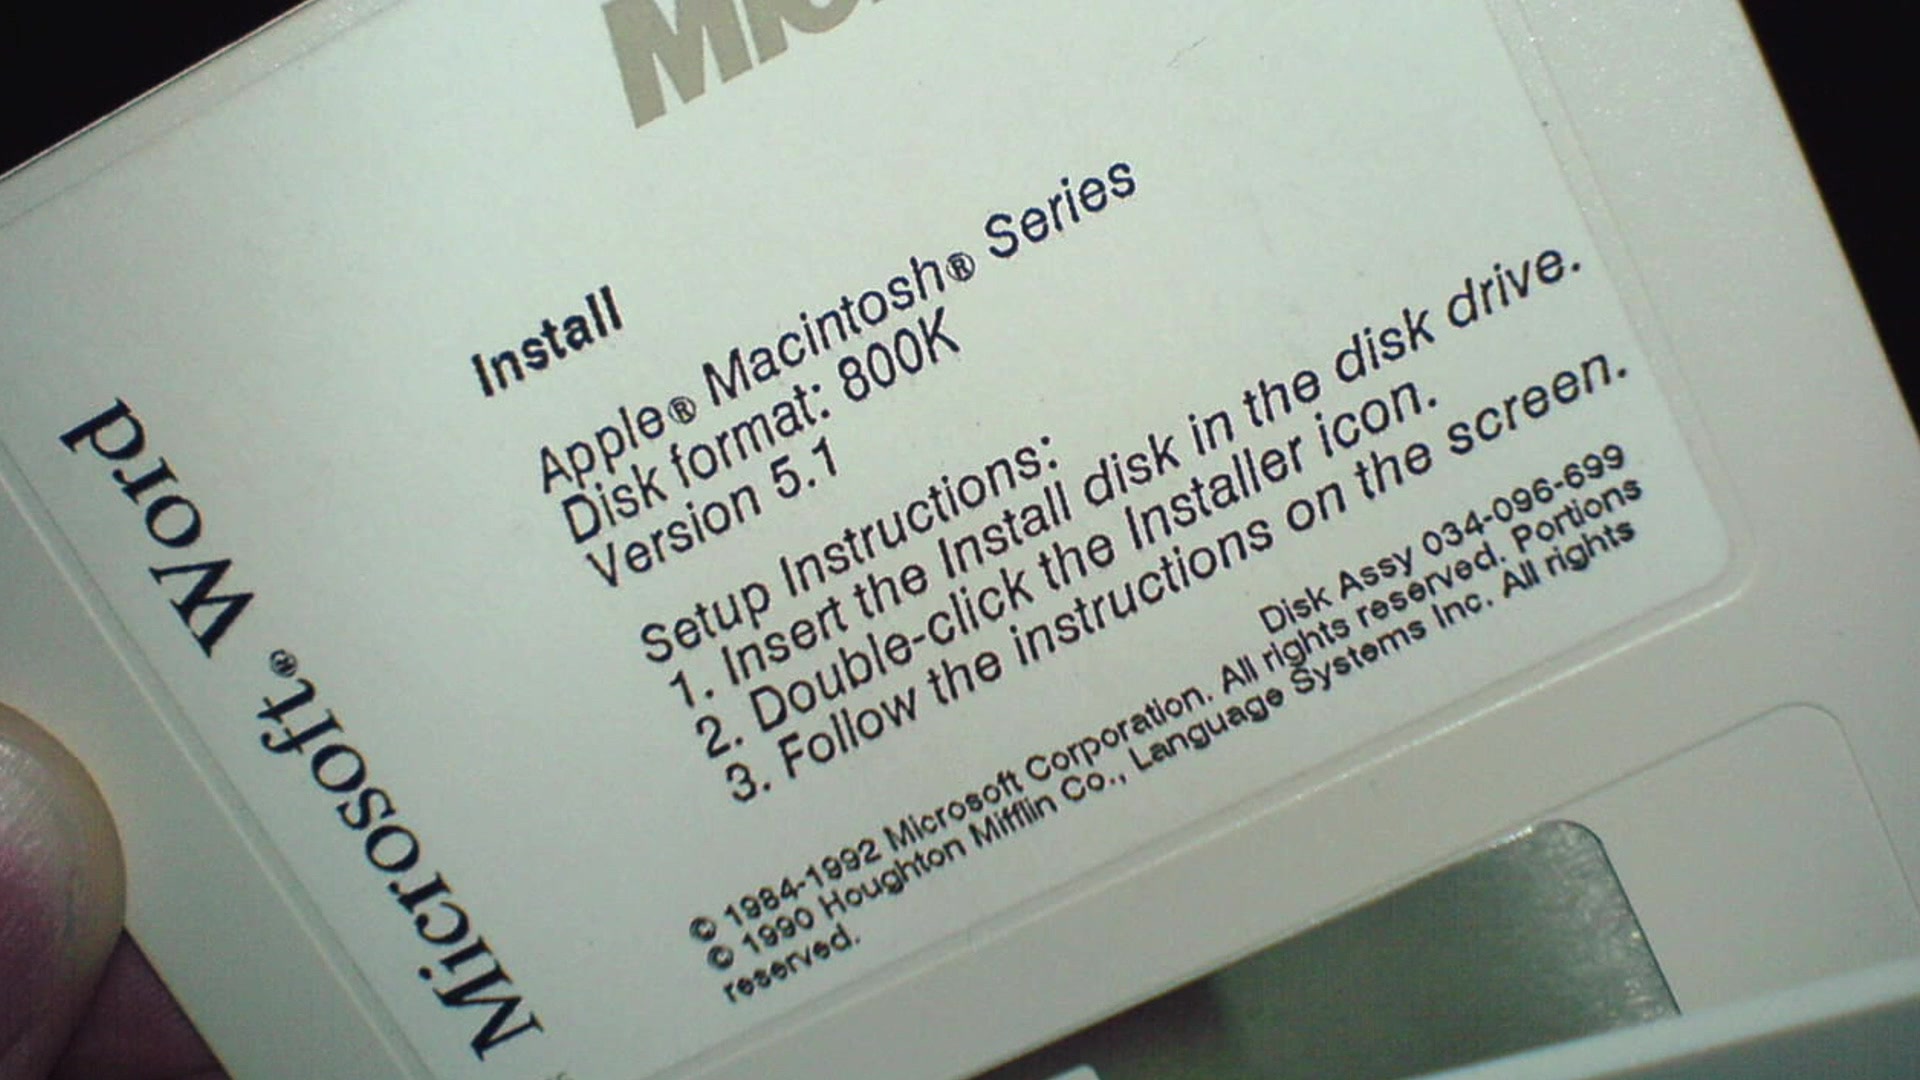 Microsoft® Word
Install
Apple® Macintosh® Series
Disk format: 800K
Version 5.1
Setup Instructions:
1. Insert the Install disk in the disk drive.
2. Double-click the Installer icon.
3. Follow the instructions on the screen.
Disk Assy 034-096-699
© 1984-1992 Microsoft Corporation. All rights reserved. Portions
© 1990 Houghton Mifflin Co., Language Systems Inc. All rights
reserved.